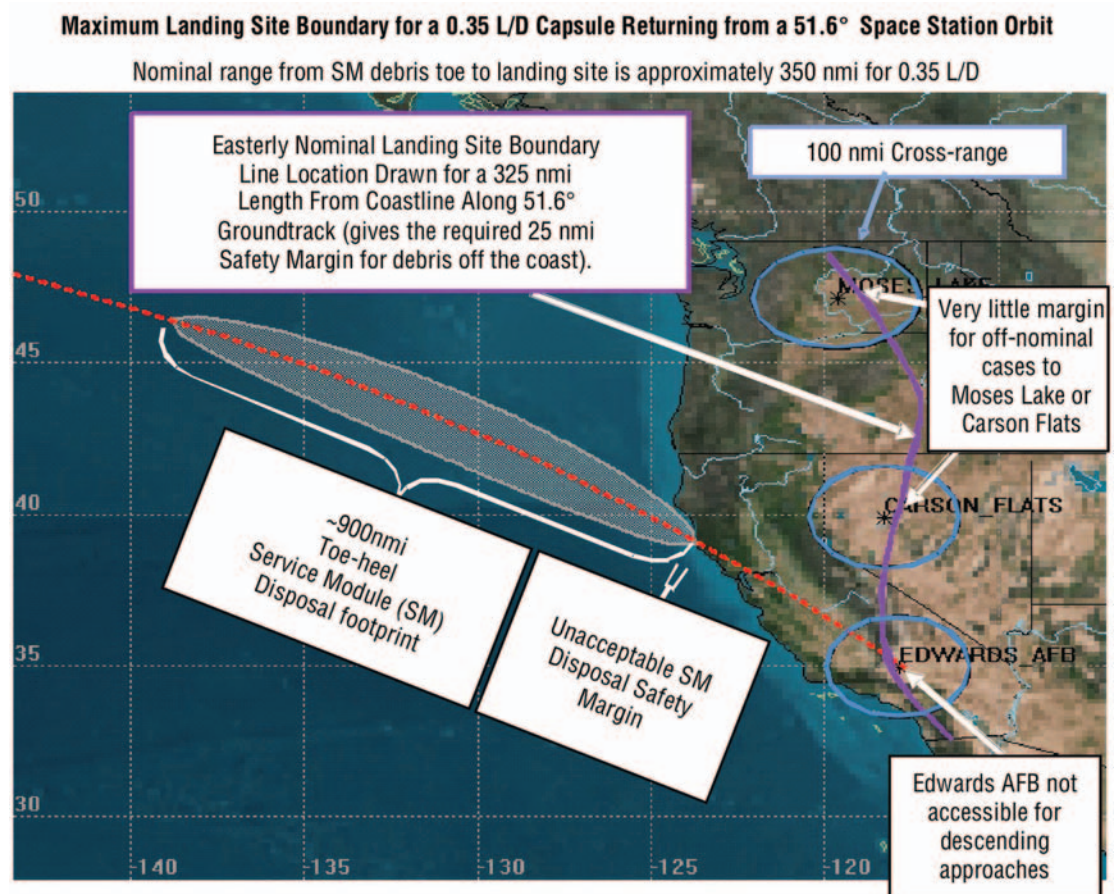 Maximum Landing Site Boundary for a 0.35 L/D Capsule Returning from a 51.6° Space Station Orbit
Nominal range from SM debris toe to landing site is approximately 350 nmi for 0.35 L/D
Easterly Nominal Landing Site Boundary
Line Location Drawn for a 325 nmi
Length From Coastline Along 51.6°
Groundtrack (gives the required 25 nmi
Safety Margin for debris off the coast).
100 nmi Cross-range
50
MOSES_LAKE
Very little margin
for off-nominal
cases to
Moses Lake or
Carson Flats
45
~900nmi
Toe-heel
Service Module (SM)
Disposal footprint
40
CARSON_FLATS
Unacceptable SM
Disposal Safety
Margin
35
EDWARDS_AFB
Edwards AFB not
accessible for
descending
approaches
30
-140
-135
-130
-125
-120